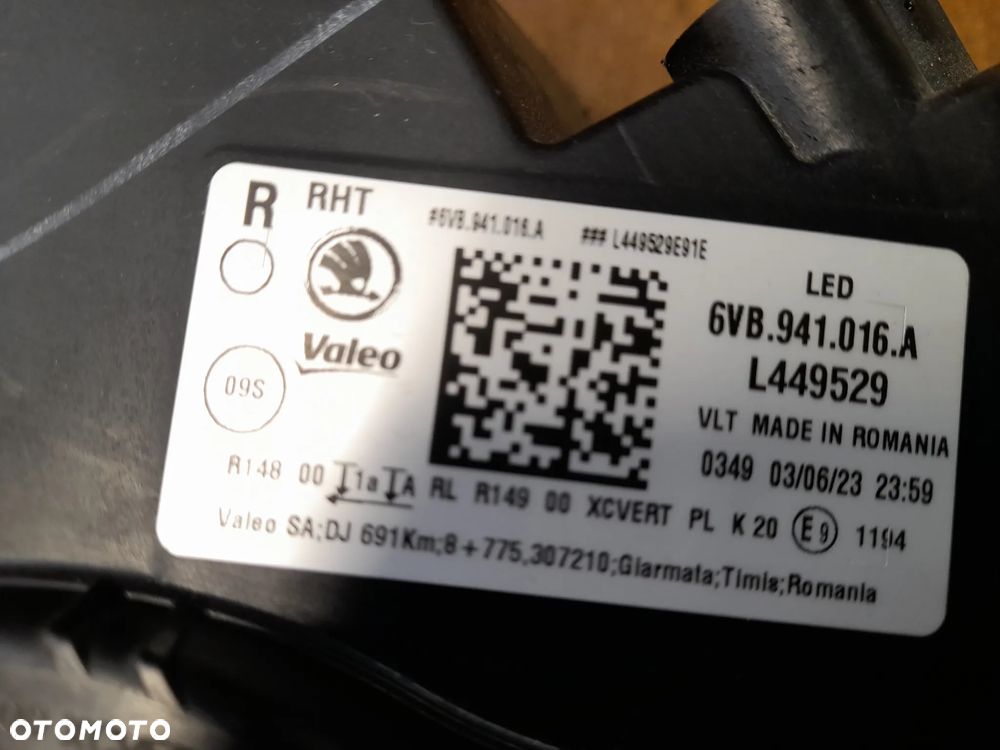 R RHT
#6VB.941.016.A ### L449529E91E
Valeo
09S
LED
6VB.941.016.A
L449529
VLT MADE IN ROMANIA
0349 03/06/23 23:59
R148 00 1a A RL R149 00 XCVERT PL K 20 E9 1194
Valeo SA;DJ 691Km;8+775,307210;Giarmata;Timis;Romania
OTOMOTO